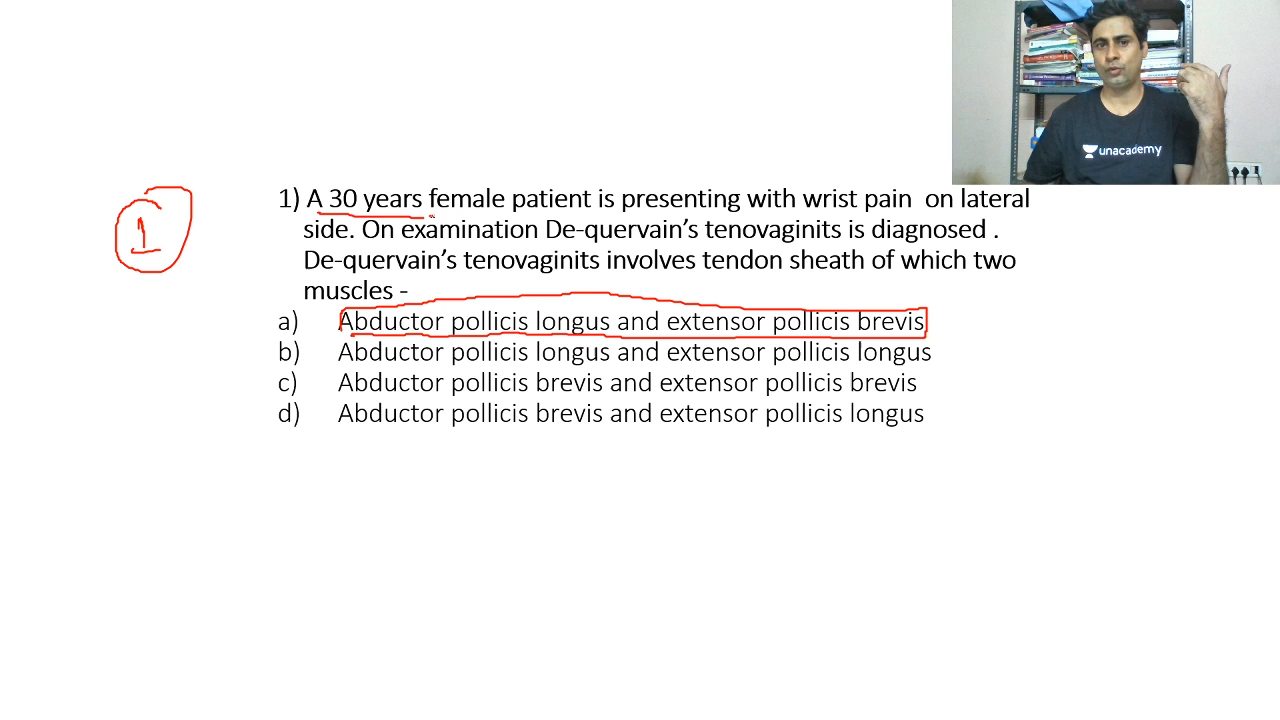 unacademy
1) A 30 years female patient is presenting with wrist pain on lateral
side. On examination De-quervain's tenovaginits is diagnosed .
De-quervain's tenovaginits involves tendon sheath of which two
muscles -
1
a) Abductor pollicis longus and extensor pollicis brevis
b) Abductor pollicis longus and extensor pollicis longus
c) Abductor pollicis brevis and extensor pollicis brevis
d) Abductor pollicis brevis and extensor pollicis longus